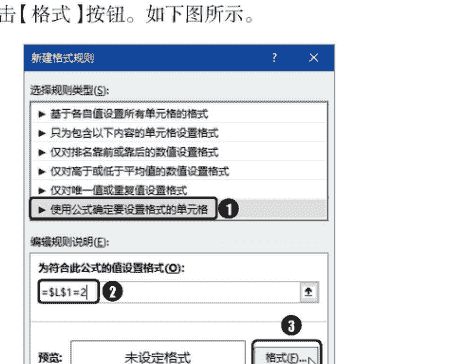 击【格式】按钮。如下图所示。
新建格式规则 ? ×
选择规则类型(S):
► 基于各自值设置所有单元格的格式
► 只为包含以下内容的单元格设置格式
► 仅对排名靠前或靠后的数值设置格式
► 仅对高于或低于平均值的数值设置格式
► 仅对唯一值或重复值设置格式
► 使用公式确定要设置格式的单元格 1
编辑规则说明(E):
为符合此公式的值设置格式(O):
=$L$1=2 2
3
预览: 未设定格式 格式(F)...